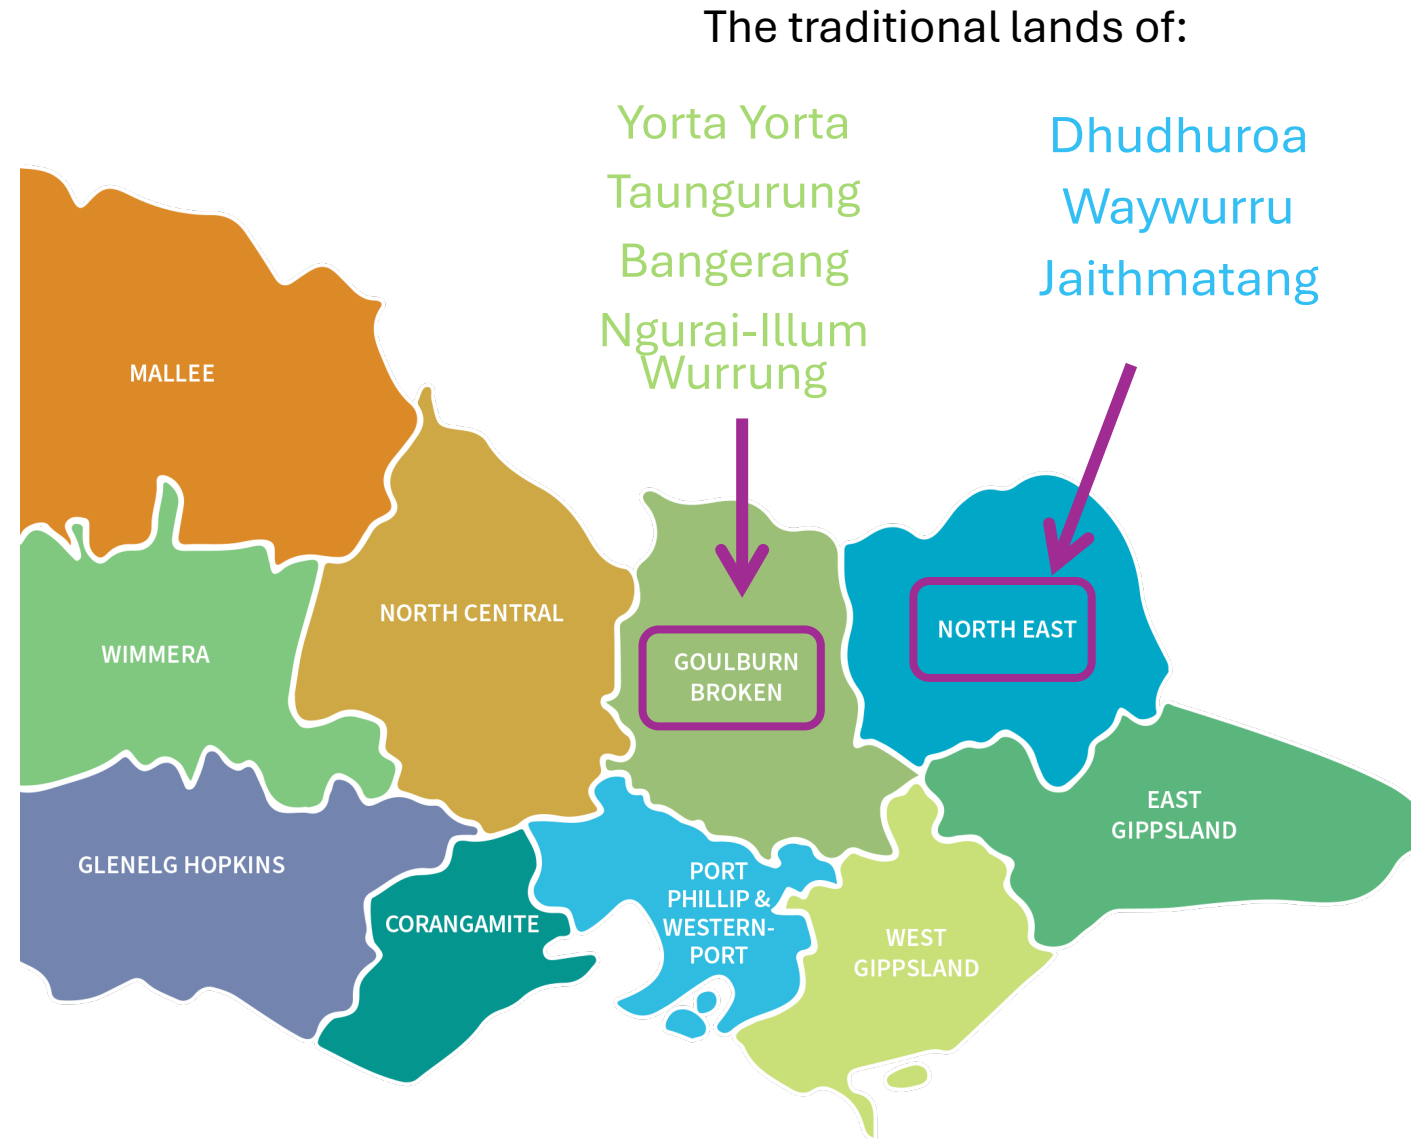 The traditional lands of:
Yorta Yorta
Taungurung
Bangerang
Ngurai-Illum
Wurrung
Dhudhuroa
Waywurru
Jaithmatang
MALLEE
NORTH CENTRAL
WIMMERA
GOULBURN
BROKEN
NORTH EAST
EAST
GIPPSLAND
GLENELG HOPKINS
CORANGAMITE
PORT
PHILLIP &
WESTERN-
PORT
WEST
GIPPSLAND